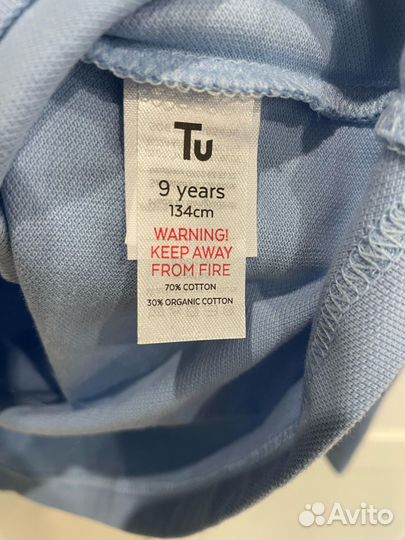 Tu
9 years
134cm
WARNING!
KEEP AWAY
FROM FIRE
70% COTTON
30% ORGANIC COTTON
Avito